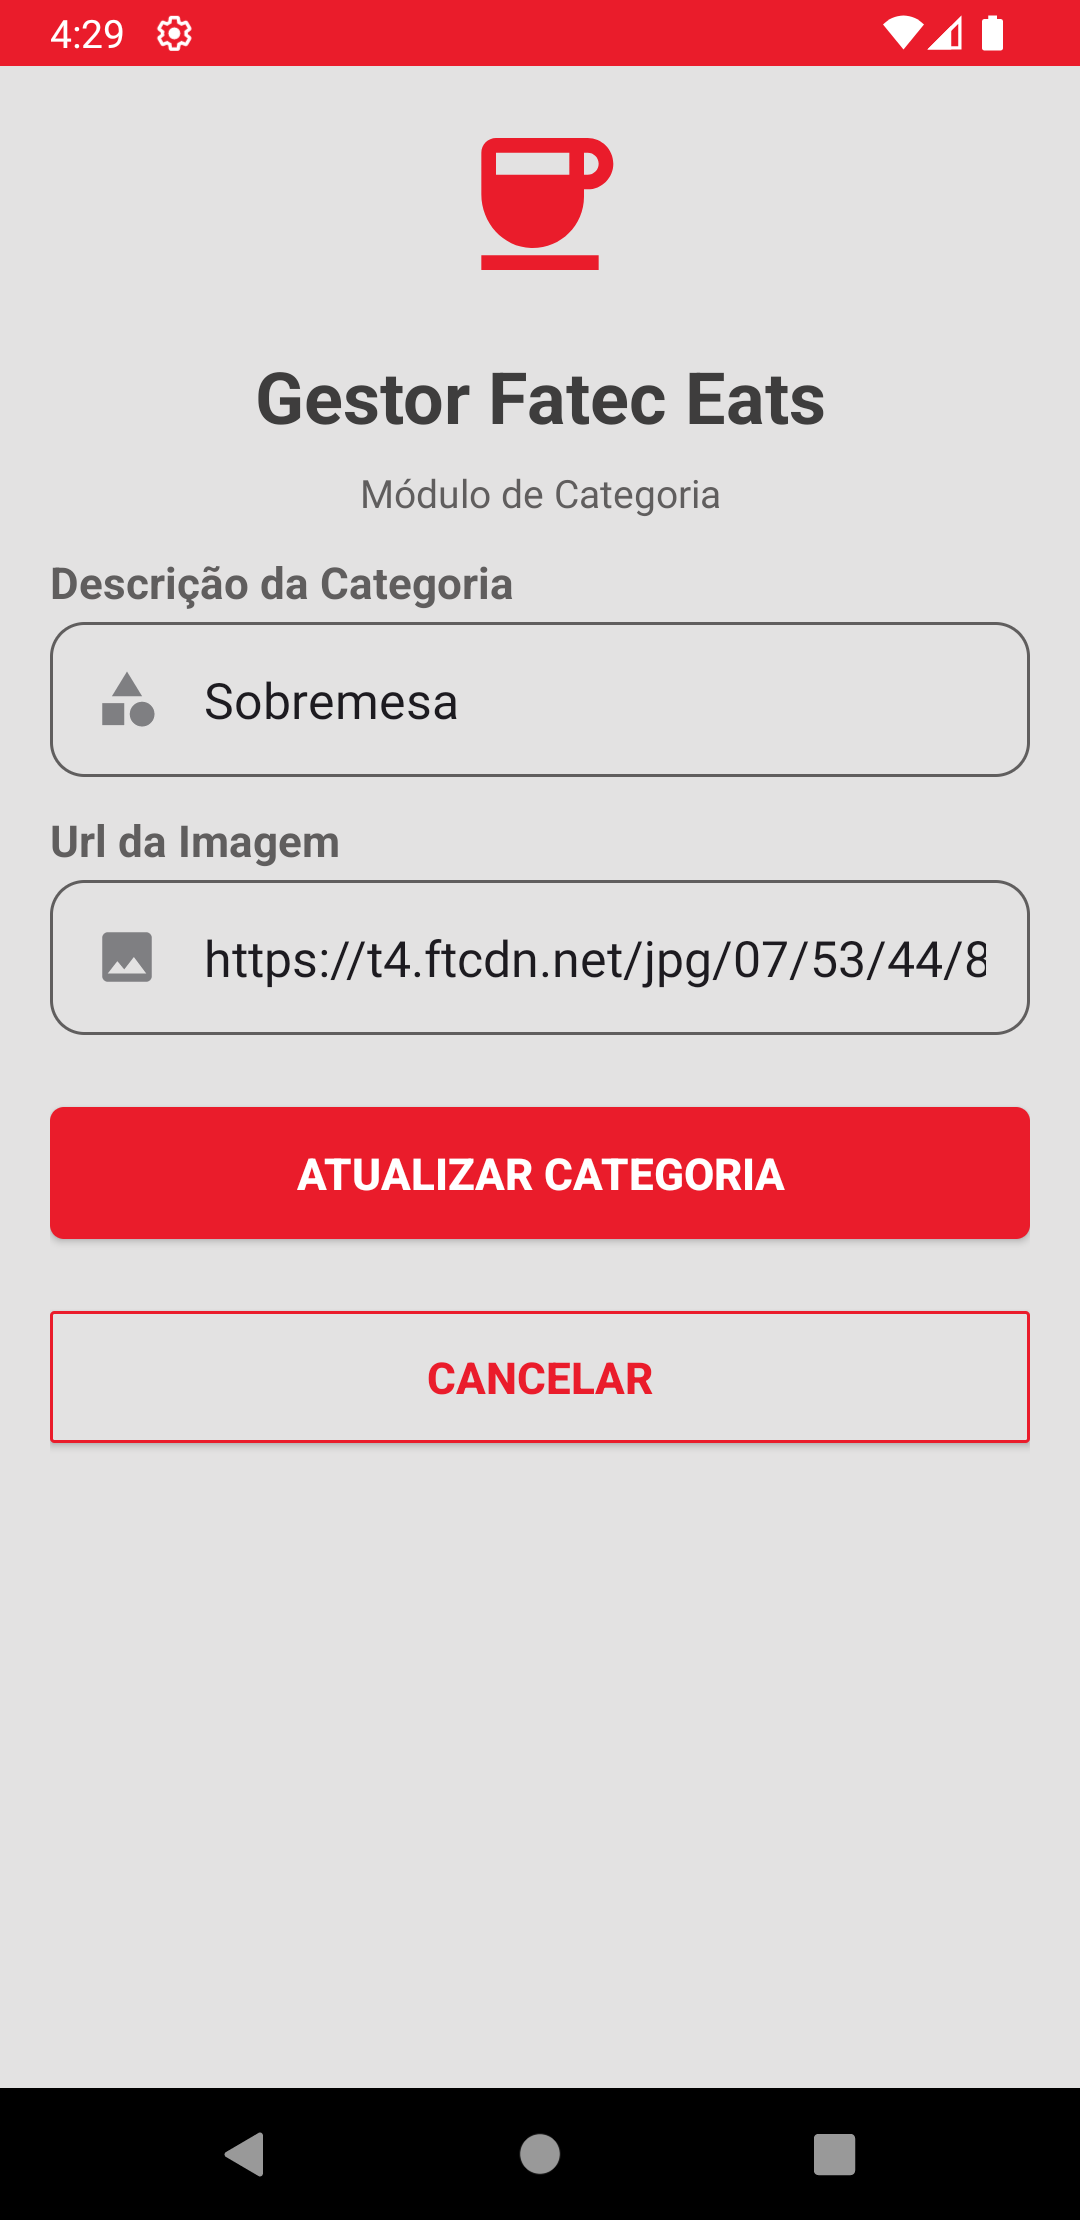 4:29
Gestor Fatec Eats
Módulo de Categoria
Descrição da Categoria
Sobremesa
Url da Imagem
https://t4.ftcdn.net/jpg/07/53/44/8
ATUALIZAR CATEGORIA
CANCELAR